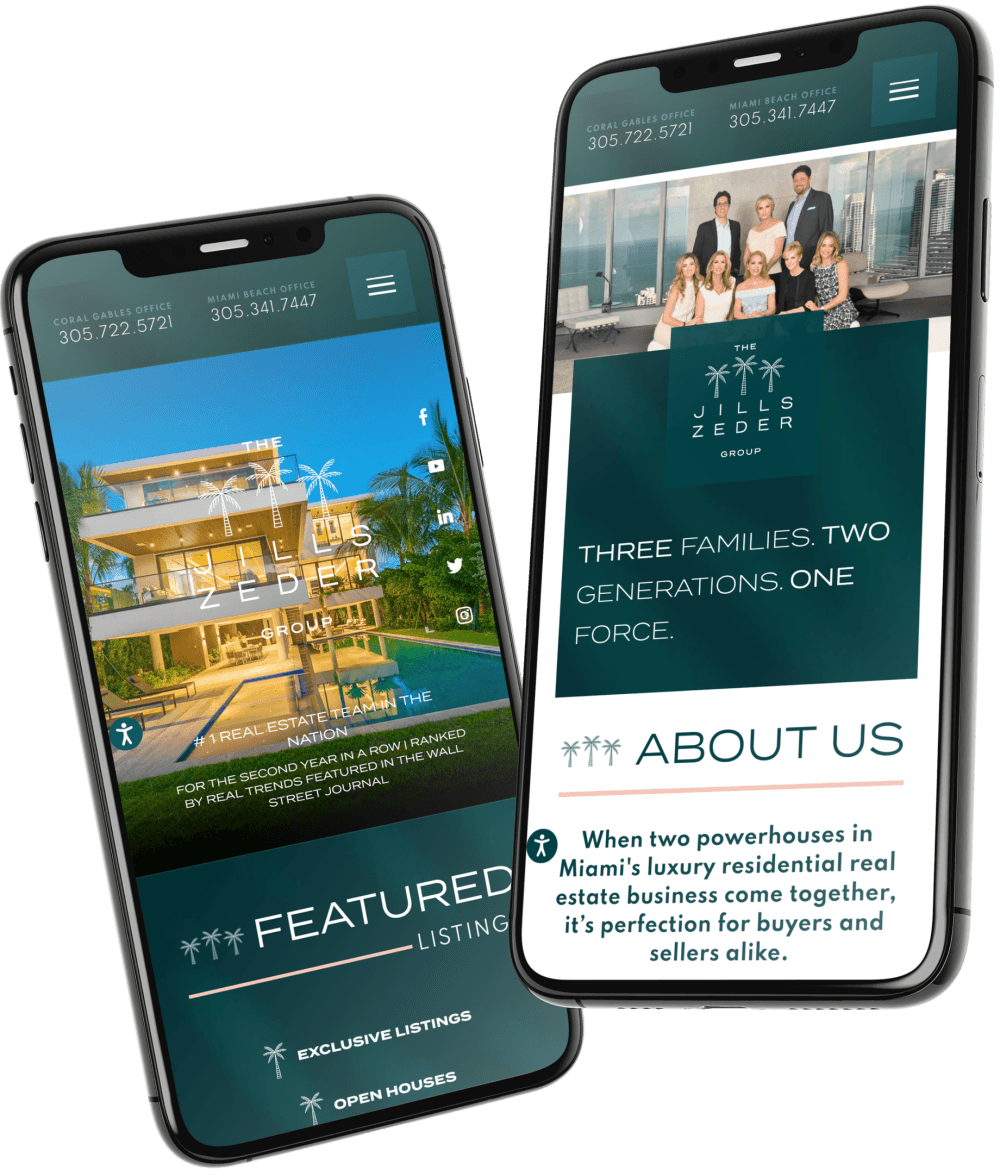 CORAL GABLES OFFICE
305.722.5721
MIAMI BEACH OFFICE
305.341.7447
THE
JILLS
ZEDER
GROUP
# 1 REAL ESTATE TEAM IN THE
NATION
FOR THE SECOND YEAR IN A ROW | RANKED
BY REAL TRENDS FEATURED IN THE WALL
STREET JOURNAL
FEATURED
LISTING
EXCLUSIVE LISTINGS
OPEN HOUSES
CORAL GABLES OFFICE
305.722.5721
MIAMI BEACH OFFICE
305.341.7447
THE
JILLS
ZEDER
GROUP
THREE FAMILIES. TWO
GENERATIONS. ONE
FORCE.
ABOUT US
When two powerhouses in
Miami's luxury residential real
estate business come together,
it’s perfection for buyers and
sellers alike.